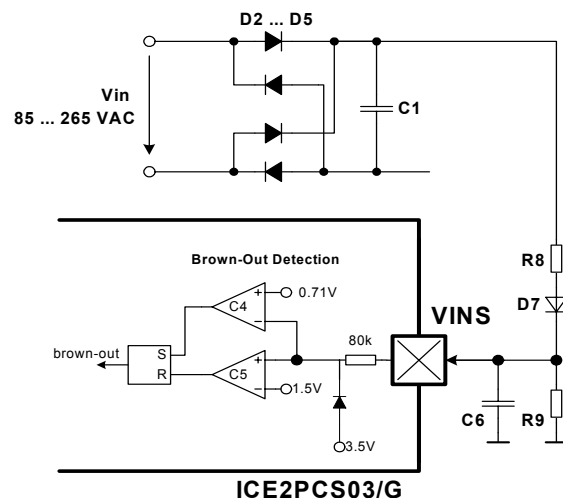 D2 ... D5
Vin
85 ... 265 VAC
C1
R8
Brown-Out Detection
D7
VINS
C4
0.71V
80k
brown-out
S
R
C5
1.5V
C6
R9
3.5V
ICE2PCS03/G